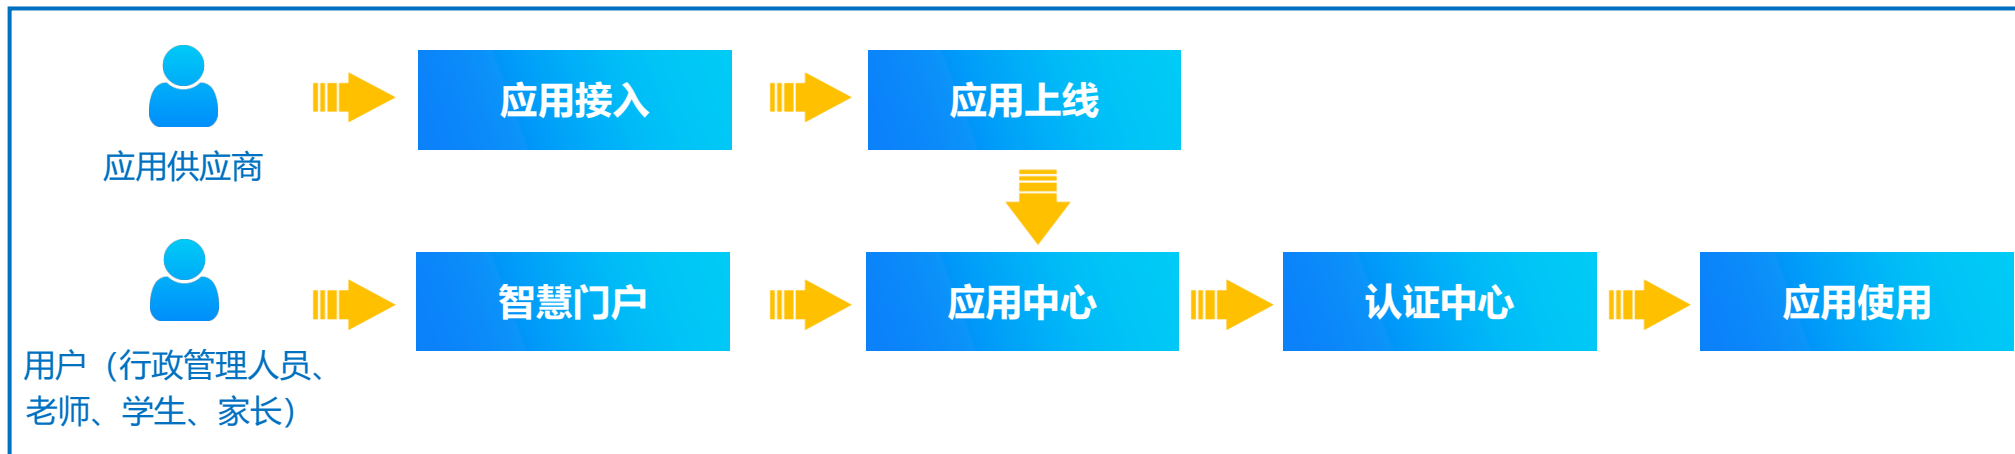 应用接入
应用上线
应用供应商
智慧门户
应用中心
认证中心
应用使用
用户（行政管理人员、
老师、学生、家长）